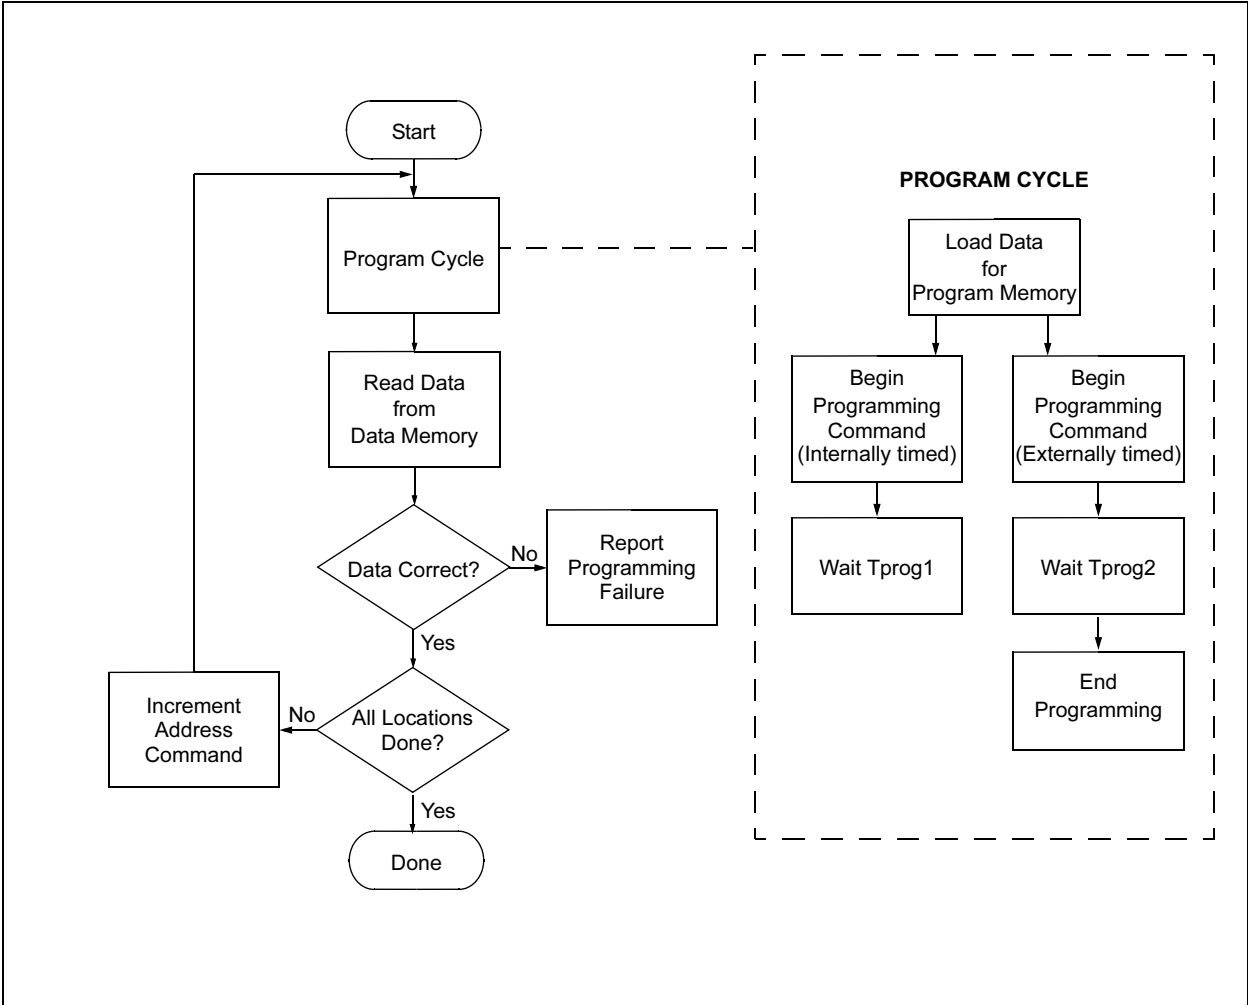 Start
Program Cycle
Read Data
from
Data Memory
Data Correct?
No
Report
Programming
Failure
Yes
All Locations
Done?
No
Increment
Address
Command
Yes
Done
PROGRAM CYCLE
Load Data
for
Program Memory
Begin
Programming
Command
(Internally timed)
Wait Tprog1
Begin
Programming
Command
(Externally timed)
Wait Tprog2
End
Programming